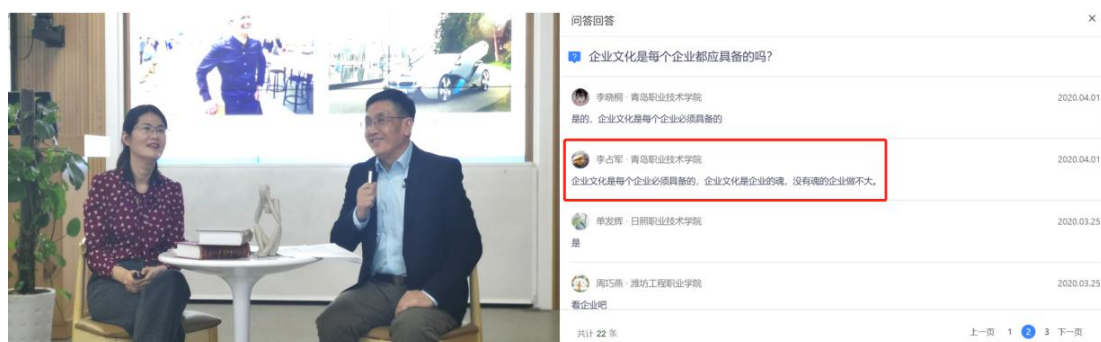 问答回答
×
?
企业文化是每个企业都应具备的吗？
李晓桐 · 青岛职业技术学院
2020.04.01
是的，企业文化是每个企业必须具备的
李占军 · 青岛职业技术学院
2020.04.01
企业文化是每个企业必须具备的，企业文化是企业的魂，没有魂的企业做不大。
单发辉 · 日照职业技术学院
2020.03.25
是
周巧燕 · 潍坊工程职业学院
2020.03.25
看企业吧
共计 22 条
上一页 1 2 3 下一页